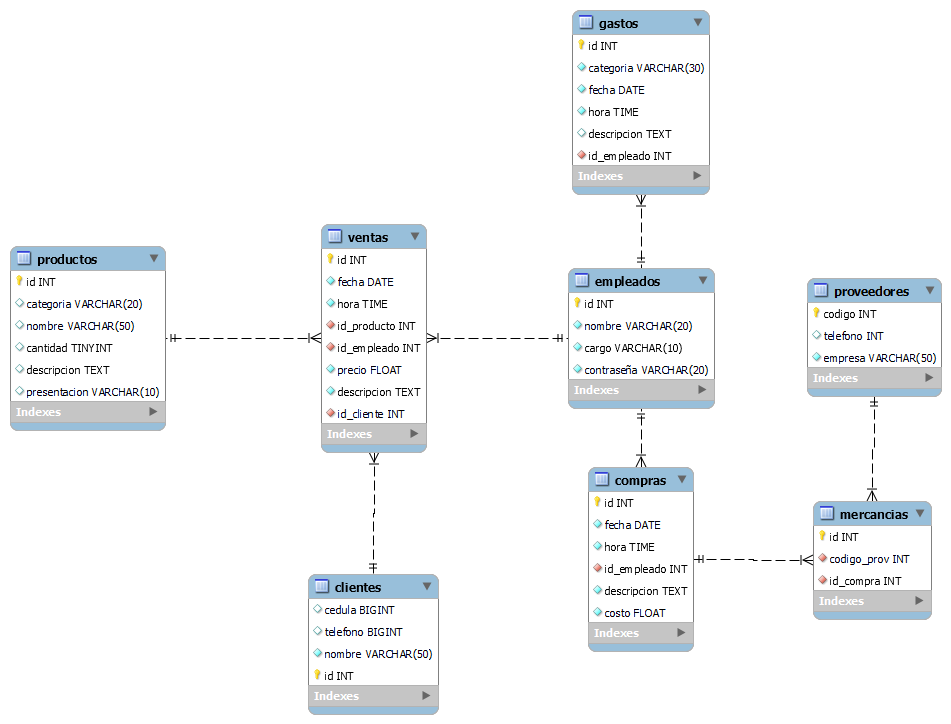 gastos
id INT
categoria VARCHAR(30)
fecha DATE
hora TIME
descripcion TEXT
id_empleado INT
Indexes
productos
id INT
categoria VARCHAR(20)
nombre VARCHAR(50)
cantidad TINYINT
descripcion TEXT
presentacion VARCHAR(10)
Indexes
ventas
id INT
fecha DATE
hora TIME
id_producto INT
id_empleado INT
precio FLOAT
descripcion TEXT
id_cliente INT
Indexes
empleados
id INT
nombre VARCHAR(20)
cargo VARCHAR(10)
contraseña VARCHAR(20)
Indexes
proveedores
codigo INT
telefono INT
empresa VARCHAR(50)
Indexes
compras
id INT
fecha DATE
hora TIME
id_empleado INT
descripcion TEXT
costo FLOAT
Indexes
mercancias
id INT
codigo_prov INT
id_compra INT
Indexes
clientes
cedula BIGINT
telefono BIGINT
nombre VARCHAR(50)
id INT
Indexes